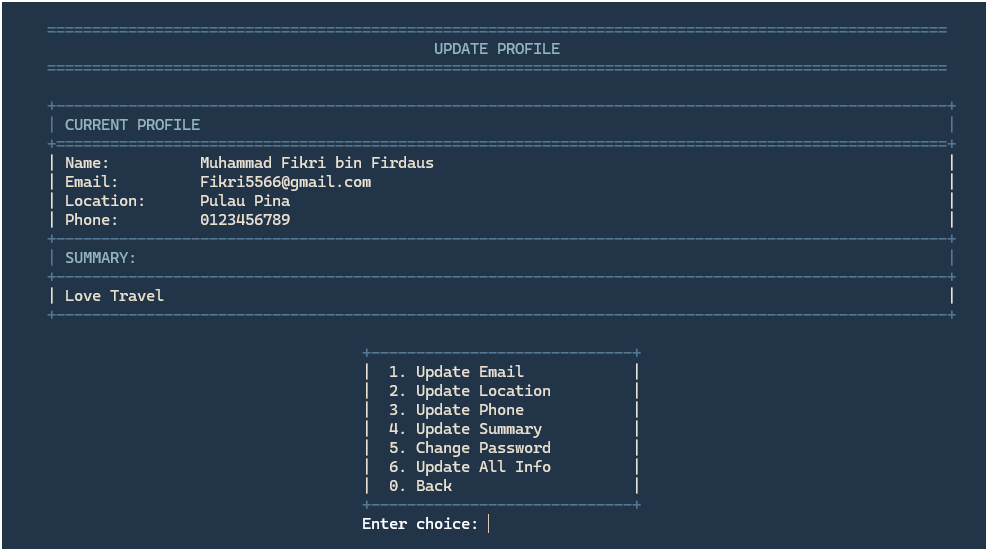 UPDATE PROFILE
CURRENT PROFILE
Name: Muhammad Fikri bin Firdaus
Email: Fikri5566@gmail.com
Location: Pulau Pina
Phone: 0123456789
SUMMARY:
Love Travel
1. Update Email
2. Update Location
3. Update Phone
4. Update Summary
5. Change Password
6. Update All Info
0. Back
Enter choice: